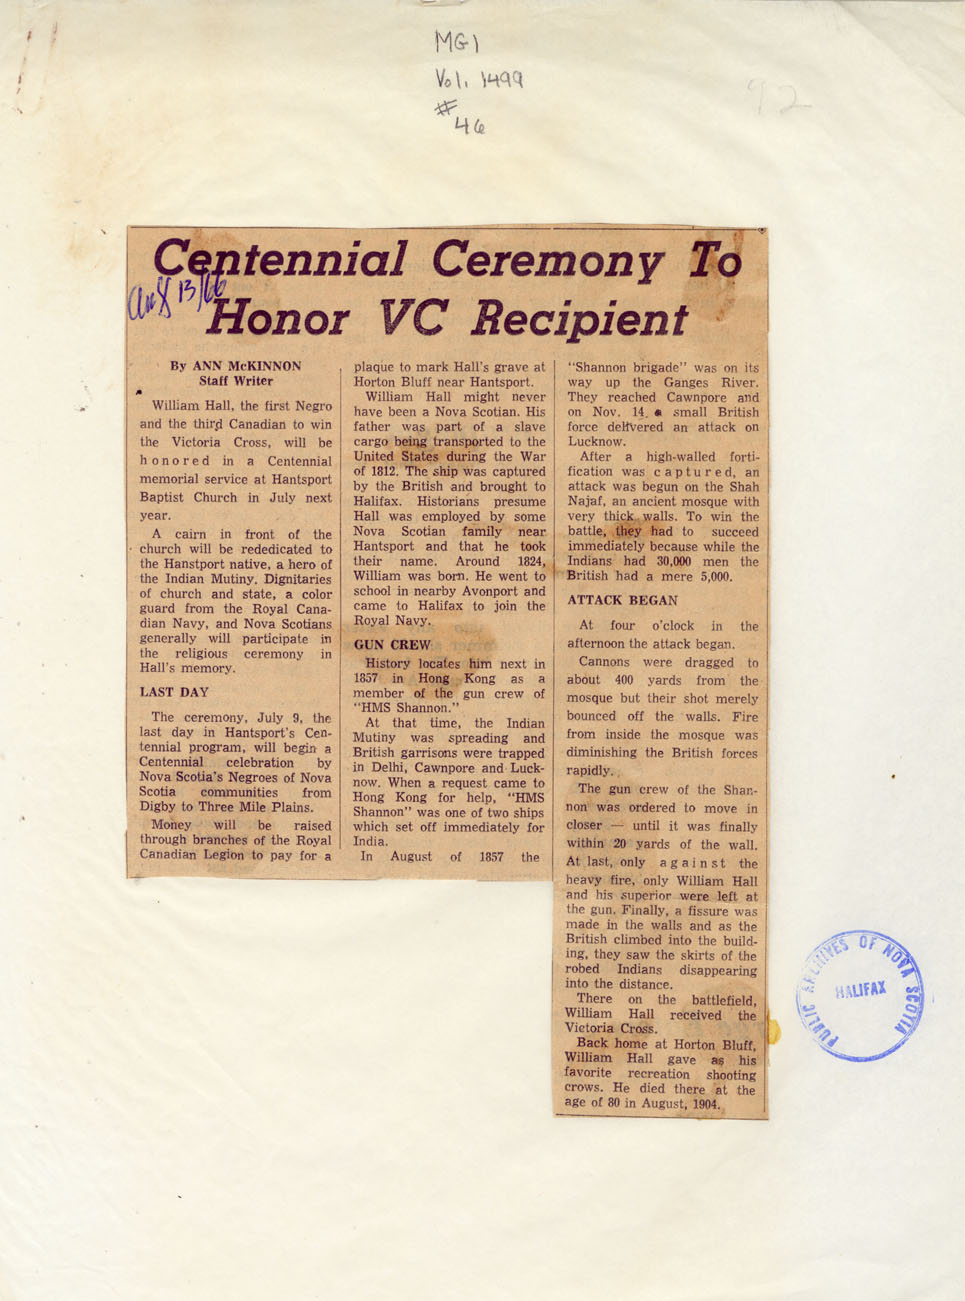 MG1
Vol. 1499
#
46
92
Centennial Ceremony To
Honor VC Recipient
Aug 13/66
By ANN McKINNON
Staff Writer
William Hall, the first Negro
and the third Canadian to win
the Victoria Cross, will be
honored in a Centennial
memorial service at Hantsport
Baptist Church in July next
year.
A cairn in front of the
church will be rededicated to
the Hanstport native, a hero of
the Indian Mutiny. Dignitaries
of church and state, a color
guard from the Royal Cana-
dian Navy, and Nova Scotians
generally will participate in
the religious ceremony in
Hall's memory.
LAST DAY
The ceremony, July 9, the
last day in Hantsport's Cen-
tennial program, will begin a
Centennial celebration by
Nova Scotia's Negroes of Nova
Scotia communities from
Digby to Three Mile Plains.
Money will be raised
through branches of the Royal
Canadian Legion to pay for a
plaque to mark Hall's grave at
Horton Bluff near Hantsport.
William Hall might never
have been a Nova Scotian. His
father was part of a slave
cargo being transported to the
United States during the War
of 1812. The ship was captured
by the British and brought to
Halifax. Historians presume
Hall was employed by some
Nova Scotian family near
Hantsport and that he took
their name. Around 1824,
William was born. He went to
school in nearby Avonport and
came to Halifax to join the
Royal Navy.
GUN CREW
History locates him next in
1857 in Hong Kong as a
member of the gun crew of
"HMS Shannon."
At that time, the Indian
Mutiny was spreading and
British garrisons were trapped
in Delhi, Cawnpore and Luck-
now. When a request came to
Hong Kong for help, "HMS
Shannon" was one of two ships
which set off immediately for
India.
In August of 1857 the
"Shannon brigade" was on its
way up the Ganges River.
They reached Cawnpore and
on Nov. 14 a small British
force delivered an attack on
Lucknow.
After a high-walled forti-
fication was captured, an
attack was begun on the Shah
Najaf, an ancient mosque with
very thick walls. To win the
battle, they had to succeed
immediately because while the
Indians had 30,000 men the
British had a mere 5,000.
ATTACK BEGAN
At four o'clock in the
afternoon the attack began.
Cannons were dragged to
about 400 yards from the
mosque but their shot merely
bounced off the walls. Fire
from inside the mosque was
diminishing the British forces
rapidly.
The gun crew of the Shan-
non was ordered to move in
closer — until it was finally
within 20 yards of the wall.
At last, only against the
heavy fire, only William Hall
and his superior were left at
the gun. Finally, a fissure was
made in the walls and as the
British climbed into the build-
ing, they saw the skirts of the
robed Indians disappearing
into the distance.
There on the battlefield,
William Hall received the
Victoria Cross.
Back home at Horton Bluff,
William Hall gave as his
favorite recreation shooting
crows. He died there at the
age of 80 in August, 1904.
PUBLIC ARCHIVES OF NOVA SCOTIA
HALIFAX